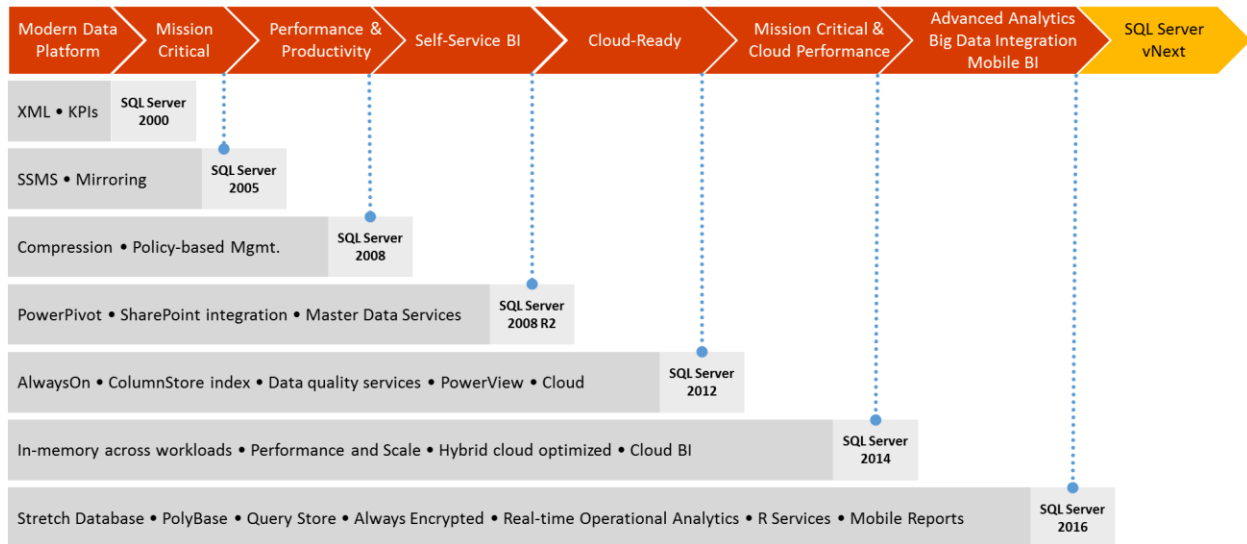 Modern Data
Platform
Mission
Critical
Performance &
Productivity
Self-Service BI
Cloud-Ready
Mission Critical &
Cloud Performance
Advanced Analytics
Big Data Integration
Mobile BI
SQL Server
vNext
XML • KPIs
SQL Server
2000
SSMS • Mirroring
SQL Server
2005
Compression • Policy-based Mgmt.
SQL Server
2008
PowerPivot • SharePoint integration • Master Data Services
SQL Server
2008 R2
AlwaysOn • ColumnStore index • Data quality services • PowerView • Cloud
SQL Server
2012
In-memory across workloads • Performance and Scale • Hybrid cloud optimized • Cloud BI
SQL Server
2014
Stretch Database • PolyBase • Query Store • Always Encrypted • Real-time Operational Analytics • R Services • Mobile Reports
SQL Server
2016